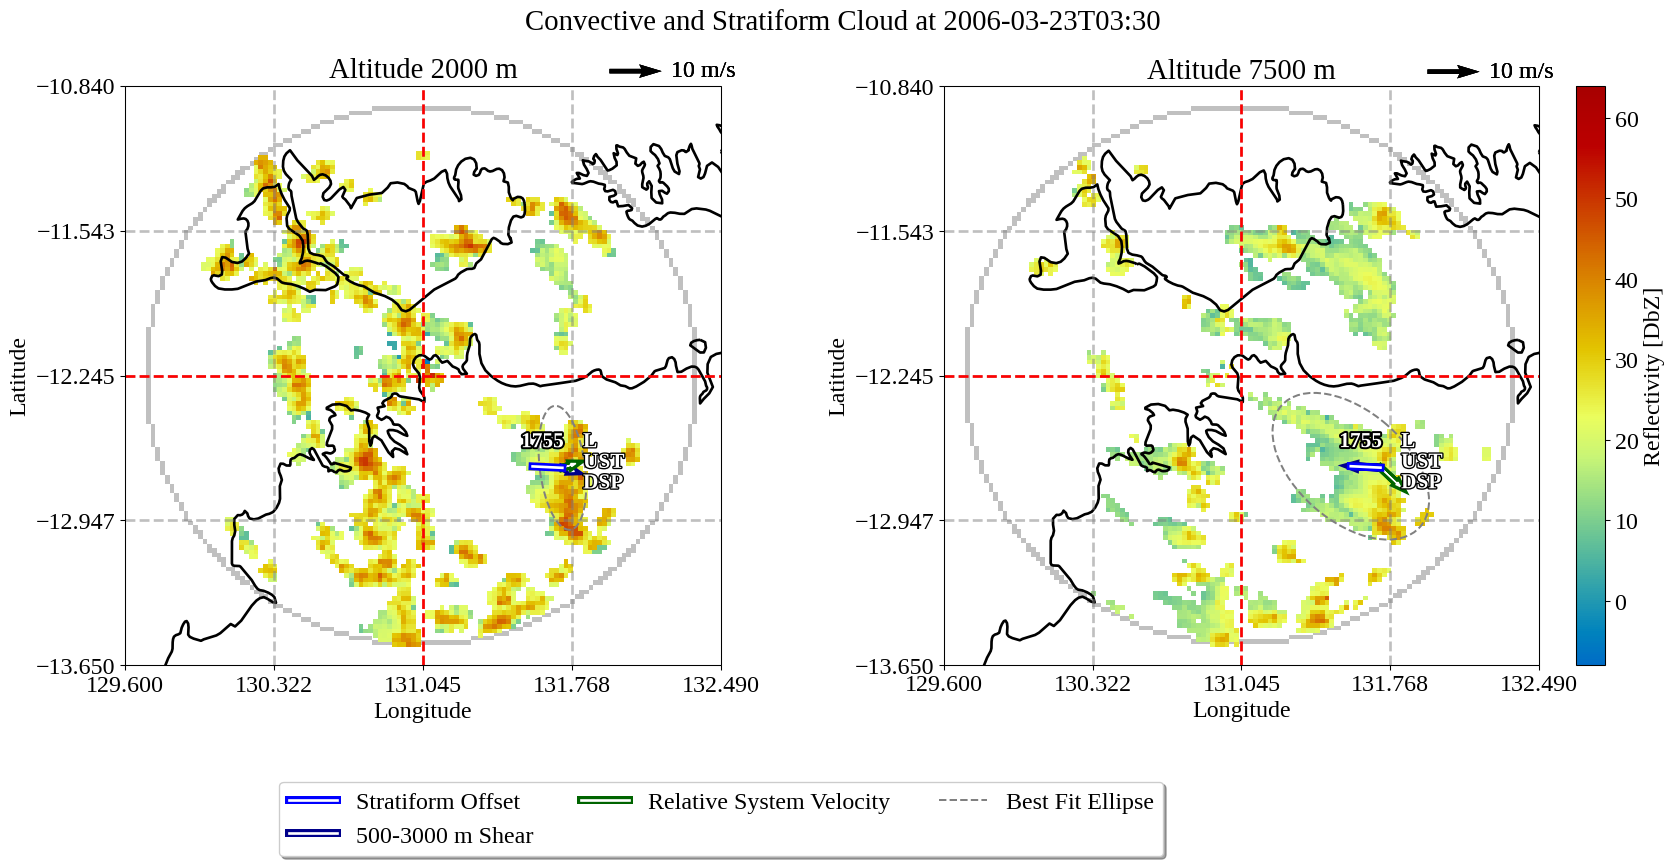 Convective and Stratiform Cloud at 2006-03-23T03:30
Altitude 2000 m
10 m/s
Altitude 7500 m
10 m/s
−10.840
−11.543
−12.245
−12.947
−13.650
Latitude
1755
L
UST
DSP
129.600
130.322
131.045
131.768
132.490
Longitude
−10.840
−11.543
−12.245
−12.947
−13.650
Latitude
1755
L
UST
DSP
129.600
130.322
131.045
131.768
132.490
Longitude
60
50
40
30
20
10
0
Reflectivity [DbZ]
Stratiform Offset
Relative System Velocity
Best Fit Ellipse
500-3000 m Shear